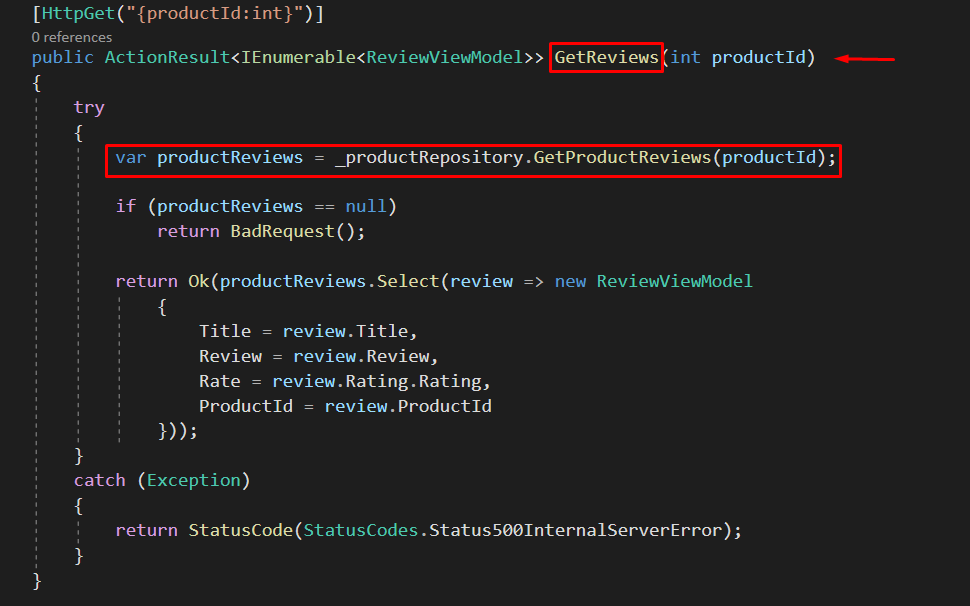 [HttpGet("{productId:int}")]
0 references
public ActionResult<IEnumerable<ReviewViewModel>> GetReviews(int productId)
{
try
{
var productReviews = _productRepository.GetProductReviews(productId);
if (productReviews == null)
return BadRequest();
return Ok(productReviews.Select(review => new ReviewViewModel
{
Title = review.Title,
Review = review.Review,
Rate = review.Rating.Rating,
ProductId = review.ProductId
}));
}
catch (Exception)
{
return StatusCode(StatusCodes.Status500InternalServerError);
}
}